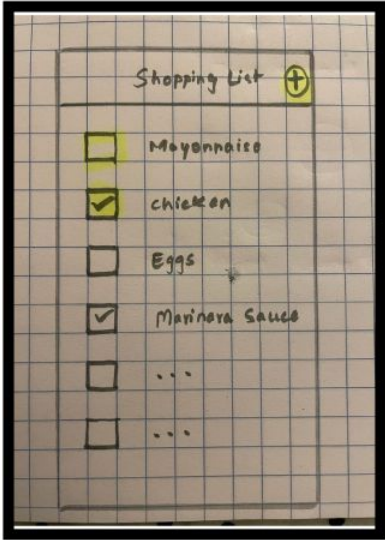 Shopping List +
Mayonnaise
chicken
Eggs
Marinara Sauce
...
...